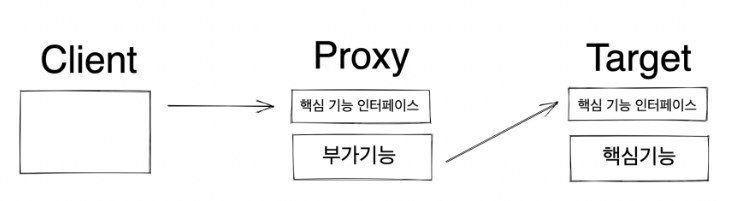 Client
Proxy
Target
핵심 기능 인터페이스
핵심 기능 인터페이스
부가기능
핵심기능